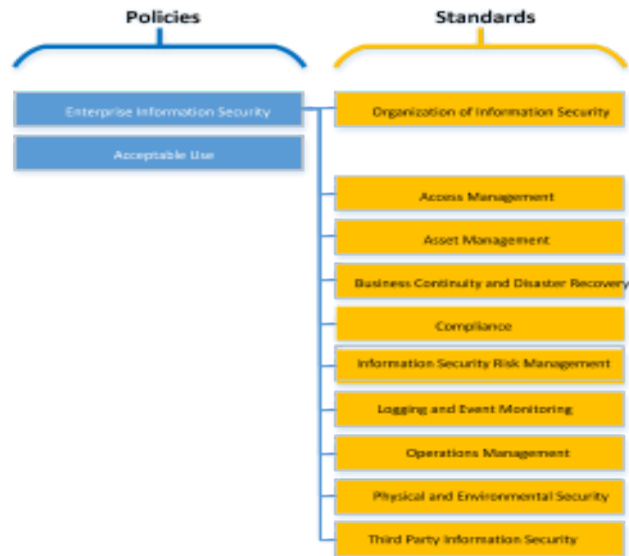 Policies
Standards
Enterprise Information Security
Organization of Information Security
Acceptable Use
Access Management
Asset Management
Business Continuity and Disaster Recovery
Compliance
Information Security Risk Management
Logging and Event Monitoring
Operations Management
Physical and Environmental Security
Third Party Information Security